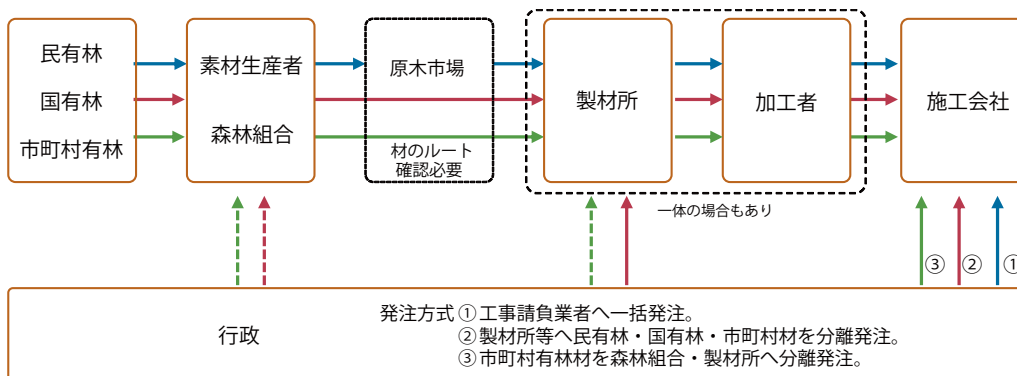 民有林
国有林
市町村有林
素材生産者
森林組合
原木市場
材のルート
確認必要
製材所
加工者
施工会社
一体の場合もあり
③
②
①
行政
発注方式 ① 工事請負業者へ一括発注。
② 製材所等へ民有林・国有林・市町村材を分離発注。
③ 市町村有林材を森林組合・製材所へ分離発注。